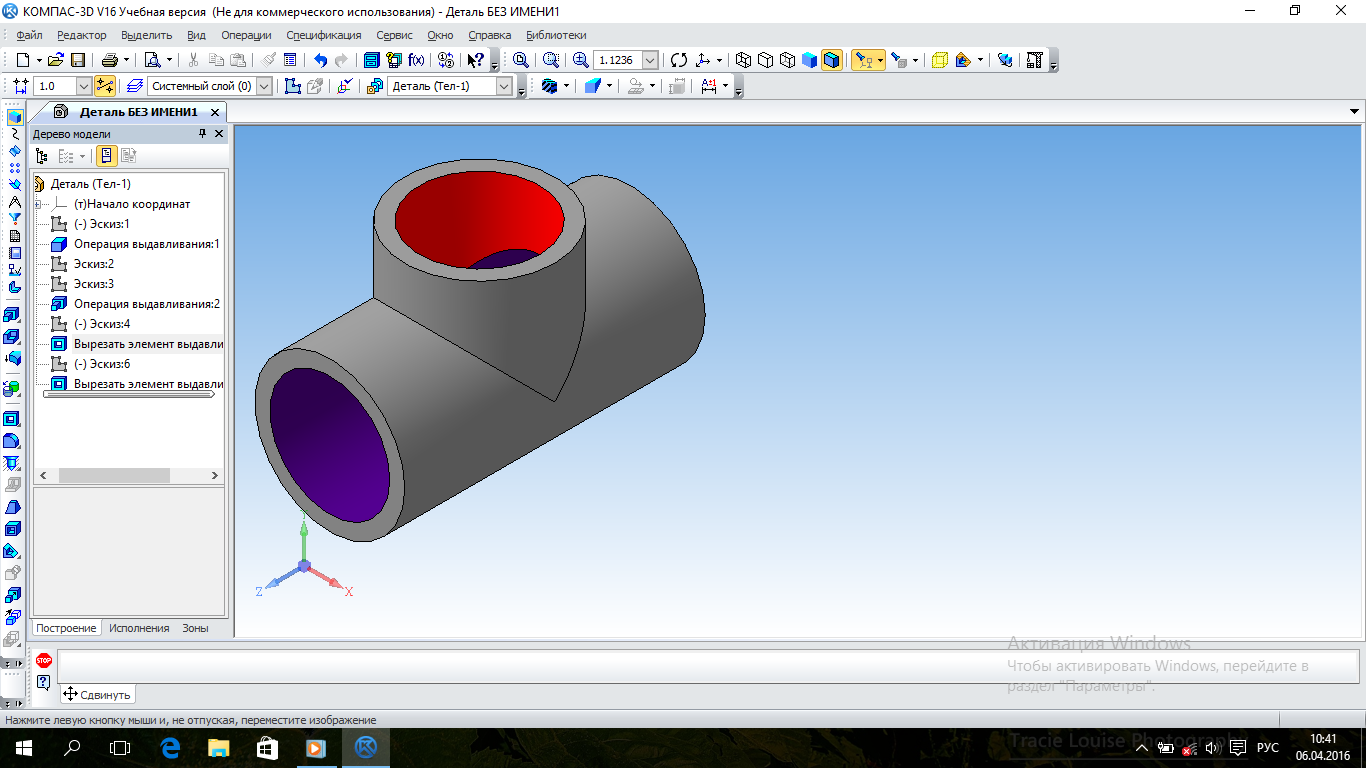 КОМПАС-3D V16 Учебная версия (Не для коммерческого использования) - Деталь БЕЗ ИМЕНИ1
Файл Редактор Выделить Вид Операции Спецификация Сервис Окно Справка Библиотеки
f(x) 1.1236
1.0 Системный слой (0) Деталь (Тел-1)
Деталь БЕЗ ИМЕНИ1
Дерево модели
Деталь (Тел-1)
(т)Начало координат
(-) Эскиз:1
Операция выдавливания:1
Эскиз:2
Эскиз:3
Операция выдавливания:2
(-) Эскиз:4
Вырезать элемент выдавли
(-) Эскиз:6
Вырезать элемент выдавли
Z X
Построение Исполнения Зоны
Активация Windows
Чтобы активировать Windows, перейдите в
раздел "Параметры".
STOP
Сдвинуть
Нажмите левую кнопку мыши и, не отпуская, переместите изображение
Tracie Louise Photography
РУС
10:41
06.04.2016